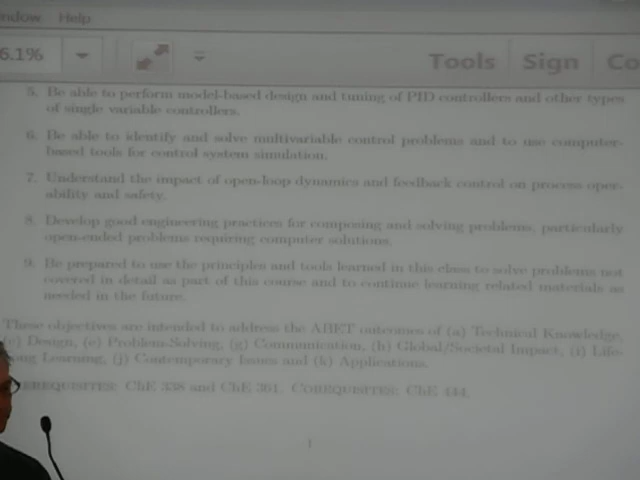 ndow Help
6.1%
Tools Sign Co
5. Be able to perform model-based design and tuning of PID controllers and other types
of single variable controllers.
6. Be able to identify and solve multivariable control problems and to use computer-
based tools for control system simulation.
7. Understand the impact of open-loop dynamics and feedback control on process oper-
ability and safety.
8. Develop good engineering practices for composing and solving problems, particularly
open-ended problems requiring computer solutions.
9. Be prepared to use the principles and tools learned in this class to solve problems not
covered in detail as part of this course and to continue learning related materials as
needed in the future.
These objectives are intended to address the ABET outcomes of (a) Technical Knowledge,
(c) Design, (e) Problem-Solving, (g) Communication, (h) Global/Societal Impact, (i) Life-
ong Learning, (j) Contemporary Issues and (k) Applications.
EREQUISITES: ChE 338 and ChE 361. COREQUISITES: ChE 444.
1